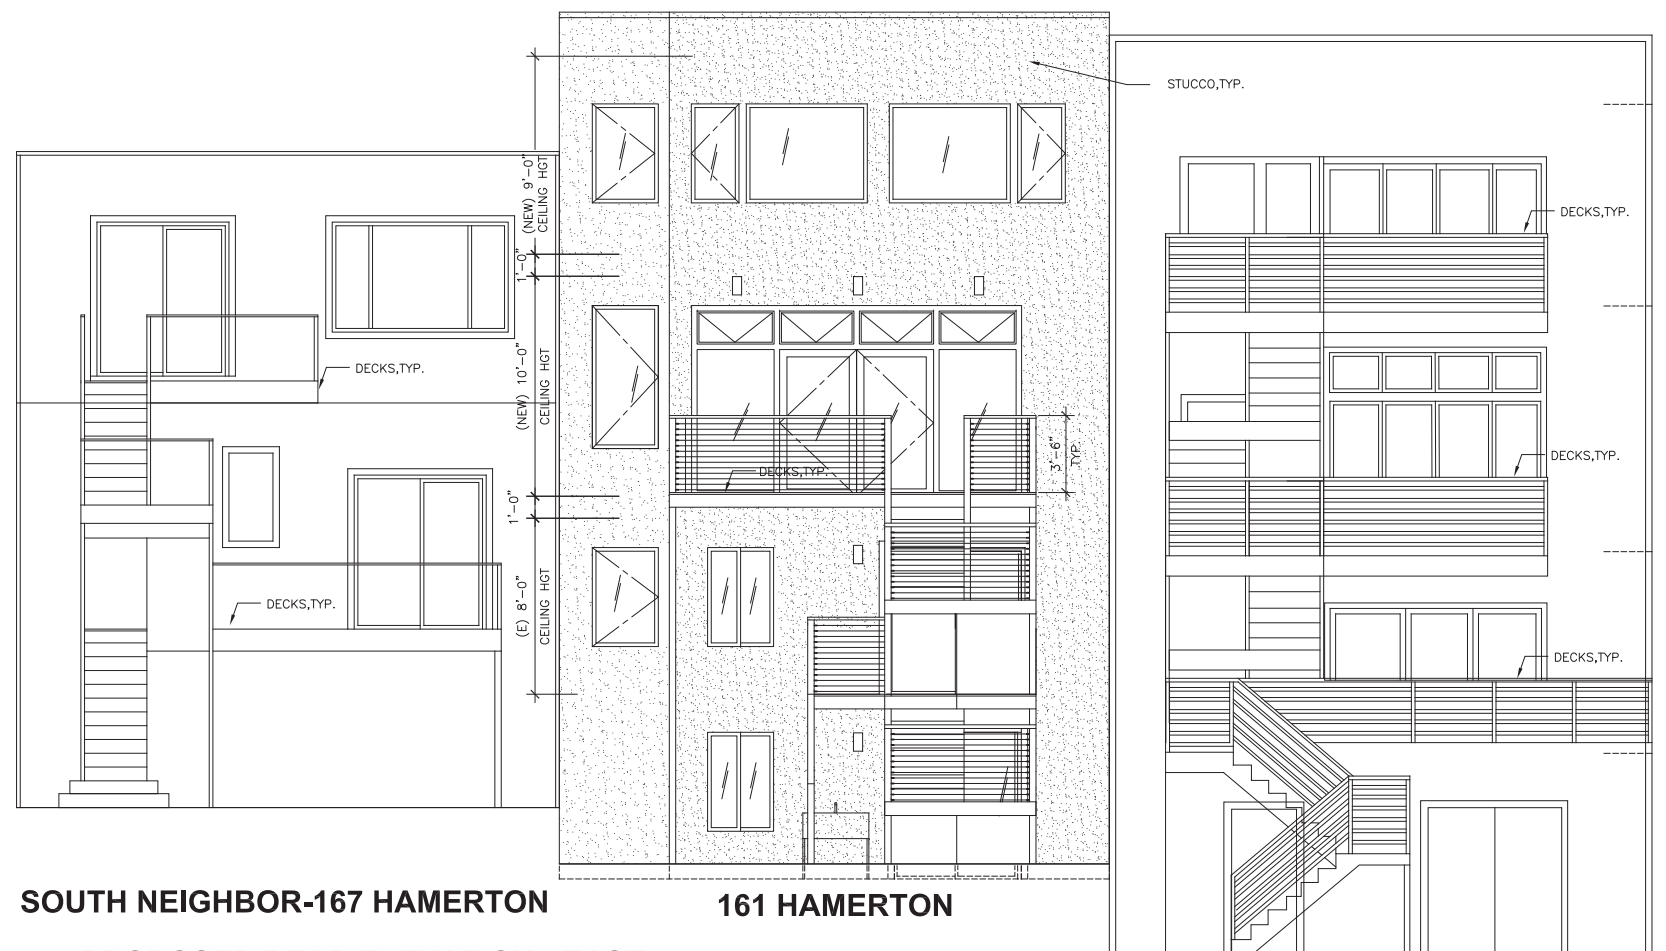 STUCCO,TYP.
(NEW) 9'-0"
CEILING HGT
DECKS,TYP.
1'-0"
(NEW) 10'-0"
CEILING HGT
DECKS,TYP.
3'-6"
TYP.
DECKS,TYP.
DECKS,TYP.
1'-0"
(E) 8'-0"
CEILING HGT
DECKS,TYP.
DECKS,TYP.
SOUTH NEIGHBOR-167 HAMERTON
161 HAMERTON